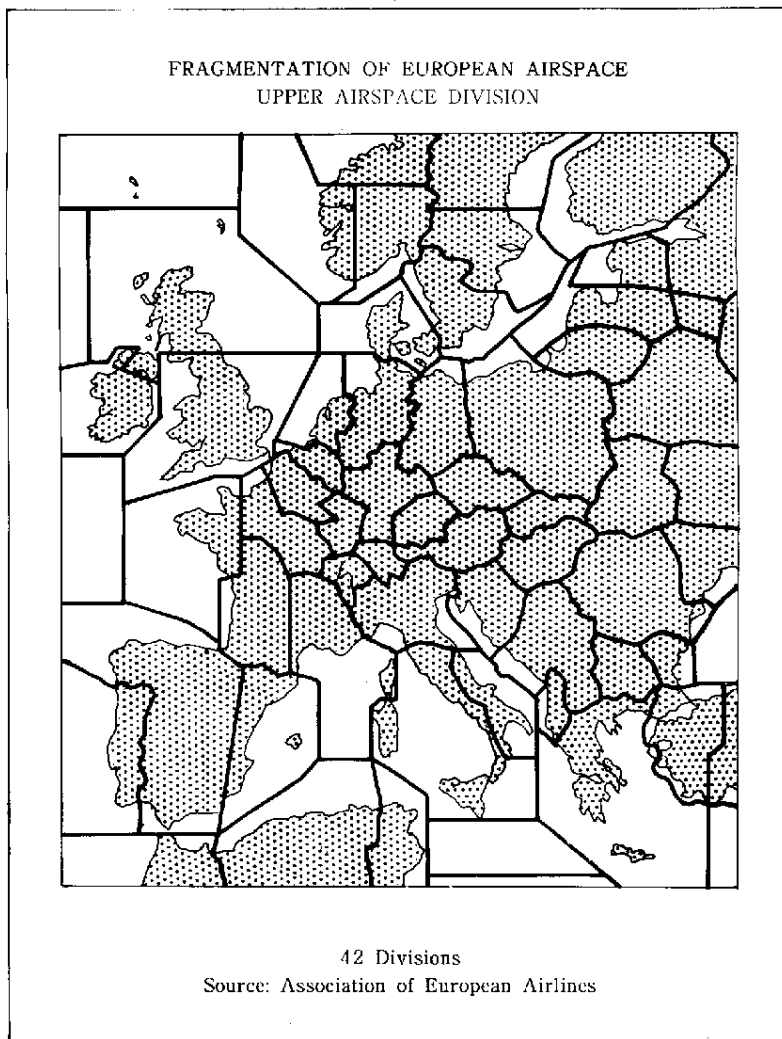 FRAGMENTATION OF EUROPEAN AIRSPACE
UPPER AIRSPACE DIVISION
42 Divisions
Source: Association of European Airlines